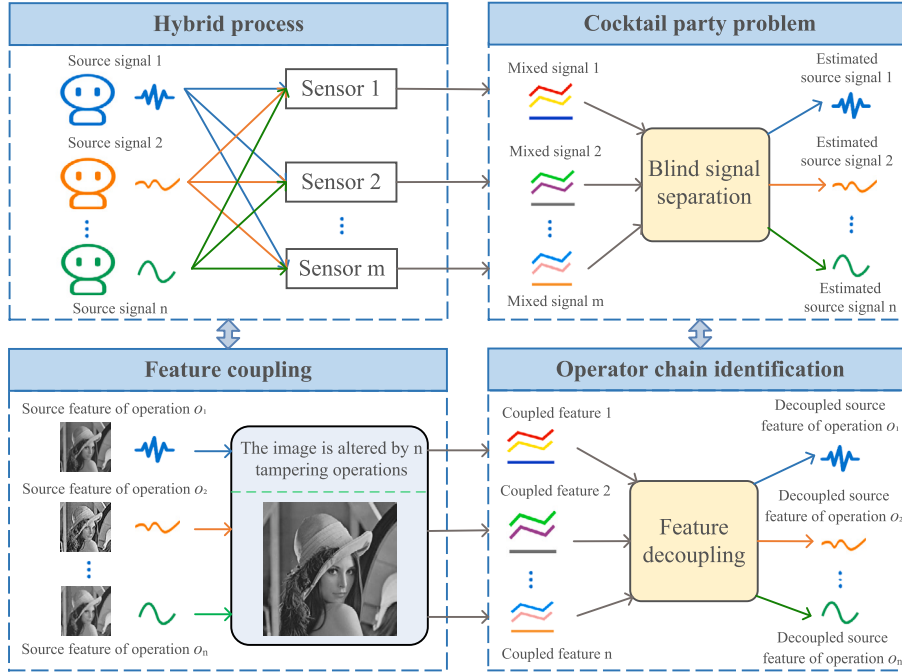 Hybrid process
Source signal 1
Sensor 1
Source signal 2
Sensor 2
Sensor m
Source signal n
Cocktail party problem
Mixed signal 1
Estimated
source signal 1
Mixed signal 2
Blind signal
separation
Estimated
source signal 2
Mixed signal m
Estimated
source signal n
Feature coupling
Source feature of operation o₁
The image is altered by n
tampering operations
Source feature of operation o₂
Source feature of operation oₙ
Operator chain identification
Coupled feature 1
Decoupled source
feature of operation o₁
Coupled feature 2
Feature
decoupling
Decoupled source
feature of operation o₂
Coupled feature n
Decoupled source
feature of operation oₙ